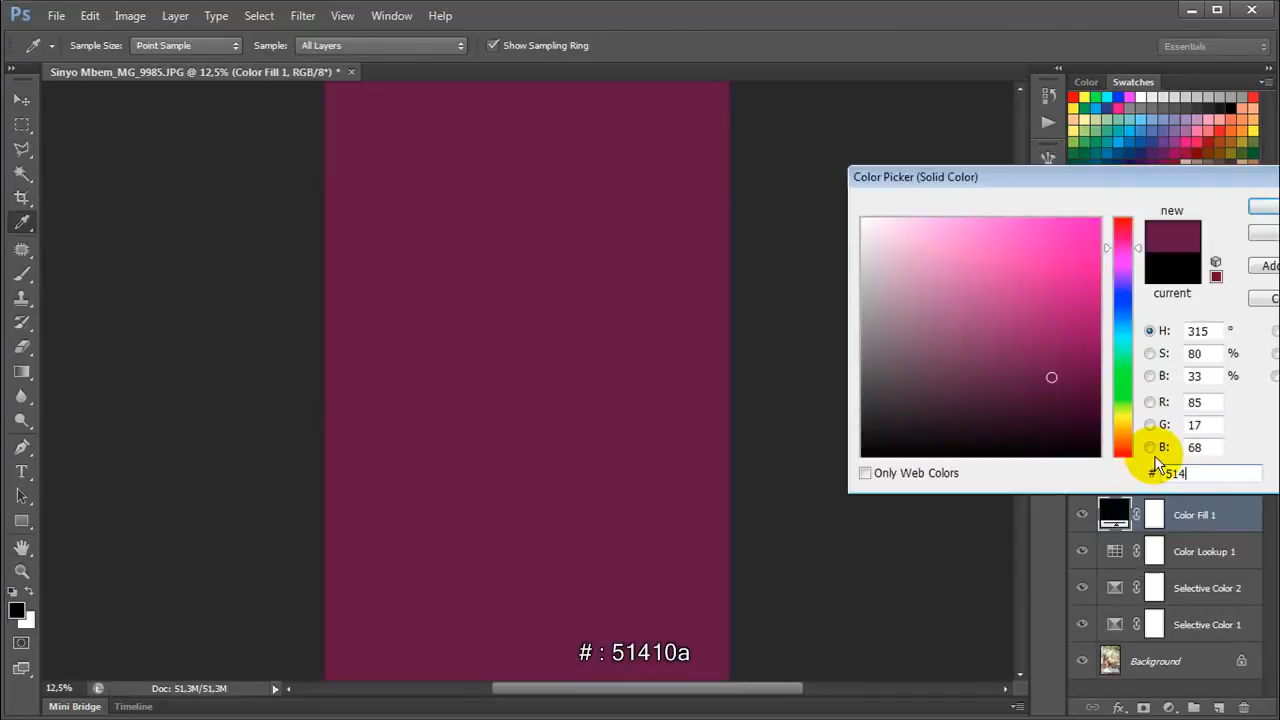 Ps File Edit Image Layer Type Select Filter View Window Help
Sample Size: Point Sample Sample: All Layers Show Sampling Ring Essentials
Sinyo Mbem_MG_9985.JPG @ 12,5% (Color Fill 1, RGB/8*) *
Color Swatches
Color Picker (Solid Color)
new
current
H: 315 °
S: 80 %
B: 33 %
R: 85
G: 17
B: 68
Only Web Colors
# 514
Color Fill 1
Color Lookup 1
Selective Color 2
Selective Color 1
Background
# : 51410a
12,5% Doc: 51,3M/51,3M
Mini Bridge Timeline